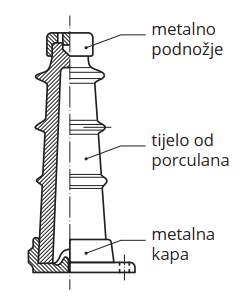 metalno
podnožje
tijelo od
porculana
metalna
kapa